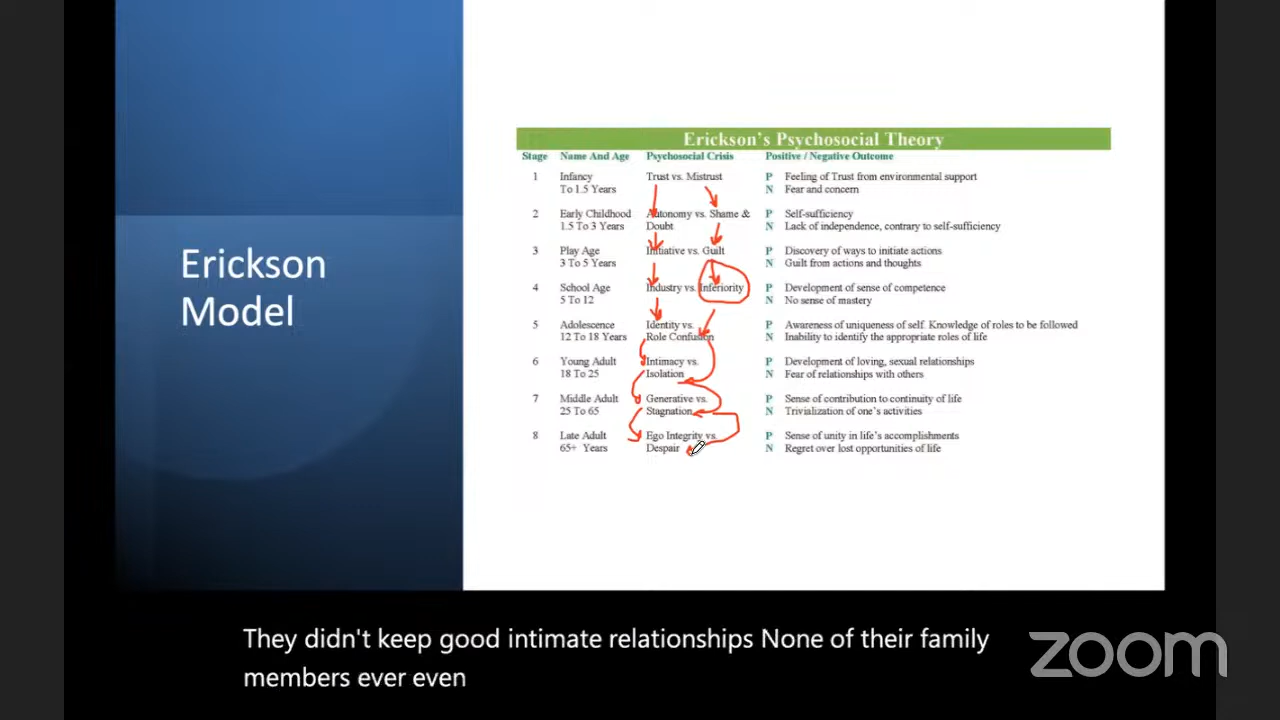 Erickson
Model
Erickson's Psychosocial Theory
Stage Name And Age Psychosocial Crisis Positive / Negative Outcome
1 Infancy Trust vs. Mistrust P Feeling of Trust from environmental support
To 1.5 Years N Fear and concern
2 Early Childhood Autonomy vs. Shame & P Self-sufficiency
1.5 To 3 Years Doubt N Lack of independence, contrary to self-sufficiency
3 Play Age Initiative vs. Guilt P Discovery of ways to initiate actions
3 To 5 Years N Guilt from actions and thoughts
4 School Age Industry vs. Inferiority P Development of sense of competence
5 To 12 N No sense of mastery
5 Adolescence Identity vs. P Awareness of uniqueness of self. Knowledge of roles to be followed
12 To 18 Years Role Confusion N Inability to identify the appropriate roles of life
6 Young Adult Intimacy vs. P Development of loving, sexual relationships
18 To 25 Isolation N Fear of relationships with others
7 Middle Adult Generative vs. P Sense of contribution to continuity of life
25 To 65 Stagnation N Trivialization of one's activities
8 Late Adult Ego Integrity vs. P Sense of unity in life's accomplishments
65+ Years Despair N Regret over lost opportunities of life
They didn't keep good intimate relationships None of their family
members ever even
zoom